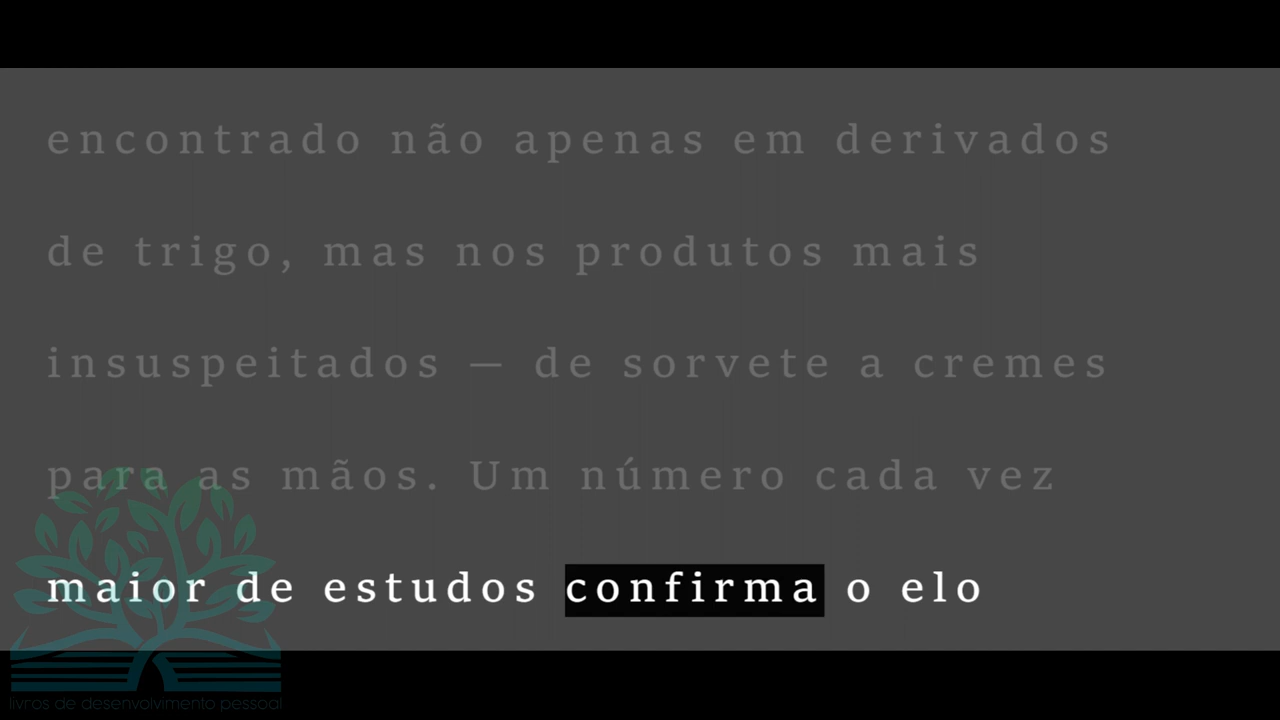 encontrado não apenas em derivados
de trigo, mas nos produtos mais
insuspeitados — de sorvete a cremes
para as mãos. Um número cada vez
maior de estudos confirma o elo
livros de desenvolvimento pessoal